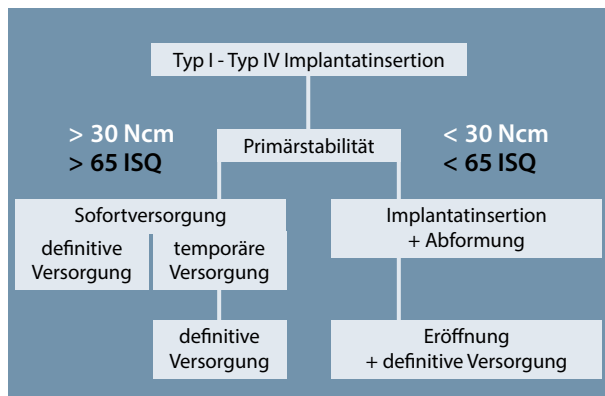 Typ I - Typ IV Implantatinsertion
> 30 Ncm
> 65 ISQ
Primärstabilität
< 30 Ncm
< 65 ISQ
Sofortversorgung
definitive
Versorgung
temporäre
Versorgung
Implantatinsertion
+ Abformung
definitive
Versorgung
Eröffnung
+ definitive Versorgung